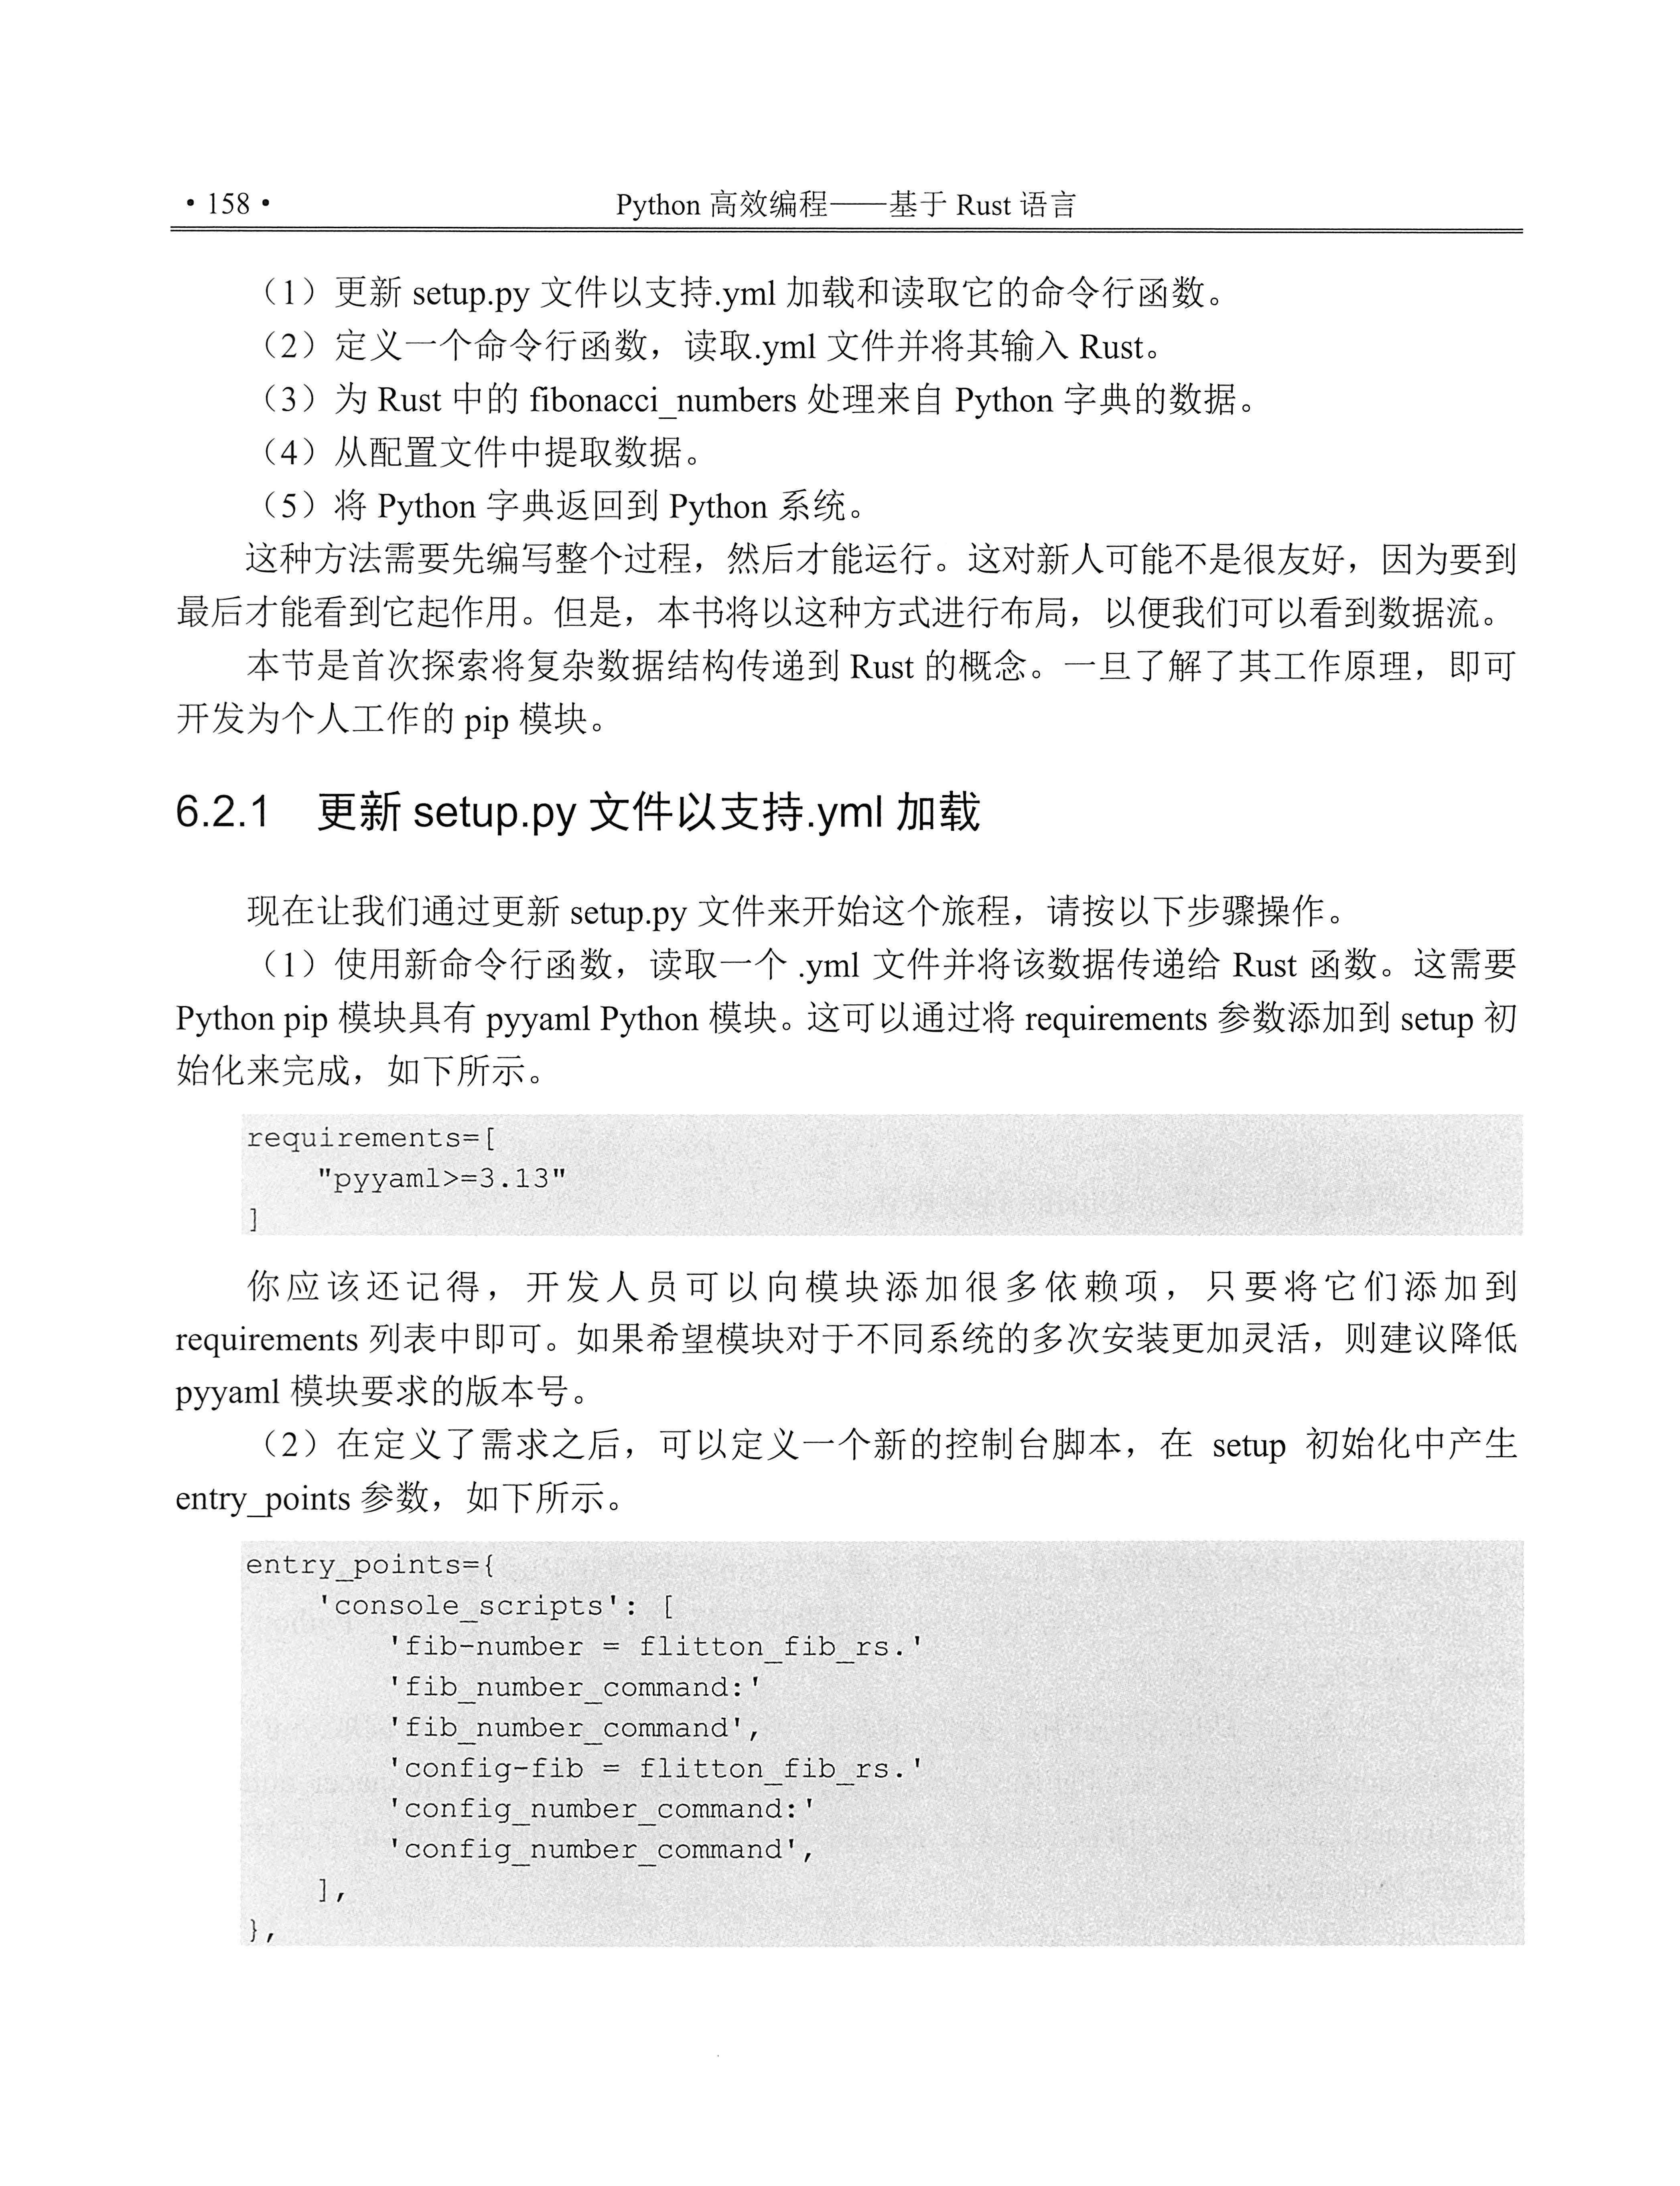 • 158 •
Python 高效编程——基于 Rust 语言
（1）更新 setup.py 文件以支持.yml 加载和读取它的命令行函数。
（2）定义一个命令行函数，读取.yml 文件并将其输入 Rust。
（3）为 Rust 中的 fibonacci_numbers 处理来自 Python 字典的数据。
（4）从配置文件中提取数据。
（5）将 Python 字典返回到 Python 系统。
这种方法需要先编写整个过程，然后才能运行。这对新人可能不是很友好，因为要到
最后才能看到它起作用。但是，本书将以这种方式进行布局，以便我们可以看到数据流。
本节是首次探索将复杂数据结构传递到 Rust 的概念。一旦了解了其工作原理，即可
开发为个人工作的 pip 模块。
6.2.1 更新 setup.py 文件以支持.yml 加载
现在让我们通过更新 setup.py 文件来开始这个旅程，请按以下步骤操作。
（1）使用新命令行函数，读取一个 .yml 文件并将该数据传递给 Rust 函数。这需要
Python pip 模块具有 pyyaml Python 模块。这可以通过将 requirements 参数添加到 setup 初
始化来完成，如下所示。
requirements=[
    "pyyaml>=3.13"
]
你应该还记得，开发人员可以向模块添加很多依赖项，只要将它们添加到
requirements 列表中即可。如果希望模块对于不同系统的多次安装更加灵活，则建议降低
pyyaml 模块要求的版本号。
（2）在定义了需求之后，可以定义一个新的控制台脚本，在 setup 初始化中产生
entry_points 参数，如下所示。
entry_points={
    'console_scripts': [
        'fib-number = flitton_fib_rs.'
        'fib_number_command:'
        'fib_number_command',
        'config-fib = flitton_fib_rs.'
        'config_number_command:'
        'config_number_command',
    ],
},